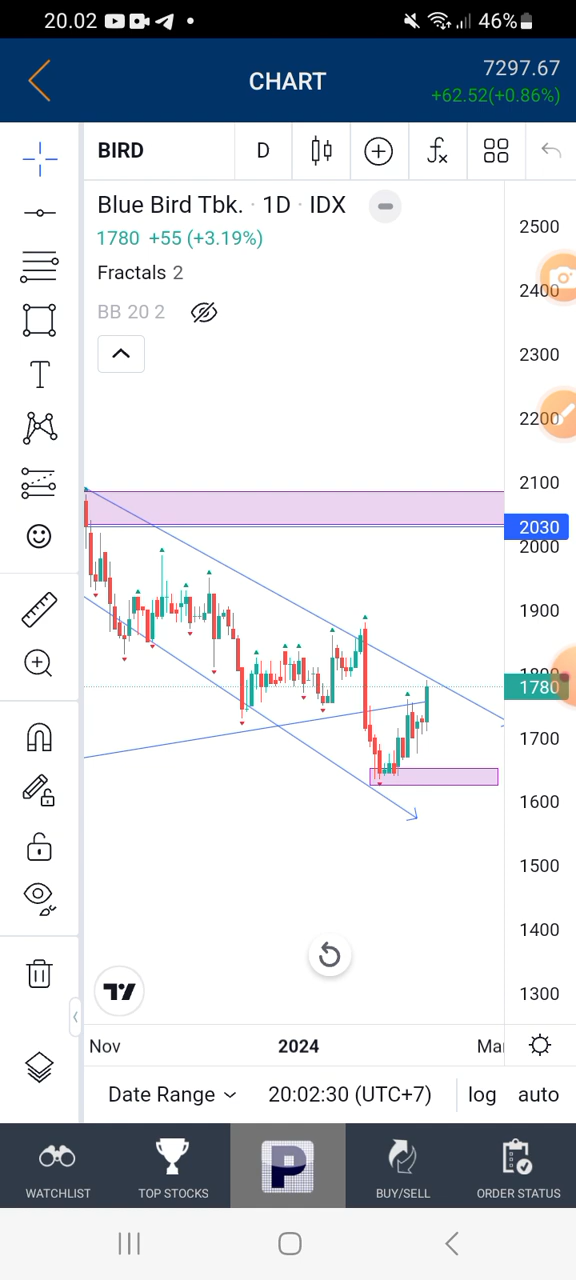 20.02 46%
CHART
7297.67
+62.52(+0.86%)
BIRD D
Blue Bird Tbk. · 1D · IDX
1780 +55 (+3.19%)
Fractals 2
BB 20 2
2500
2400
2300
2200
2100
2030
2000
1900
1780
1700
1600
1500
1400
1300
Nov 2024
Date Range 20:02:30 (UTC+7) log auto
WATCHLIST TOP STOCKS BUY/SELL ORDER STATUS